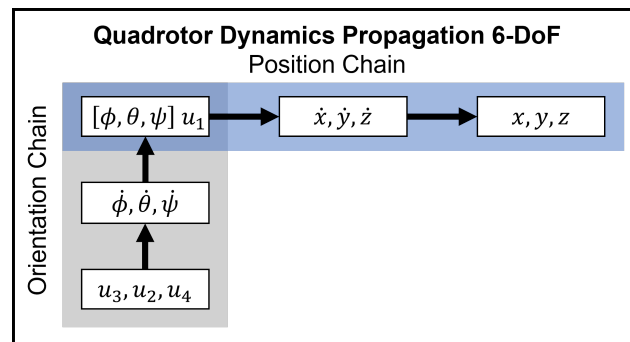 Quadrotor Dynamics Propagation 6-DoF
Position Chain
Orientation Chain
[ϕ, θ, ψ] u₁
ẋ, ẏ, ż
x, y, z
ϕ̇, θ̇, ψ̇
u₃, u₂, u₄